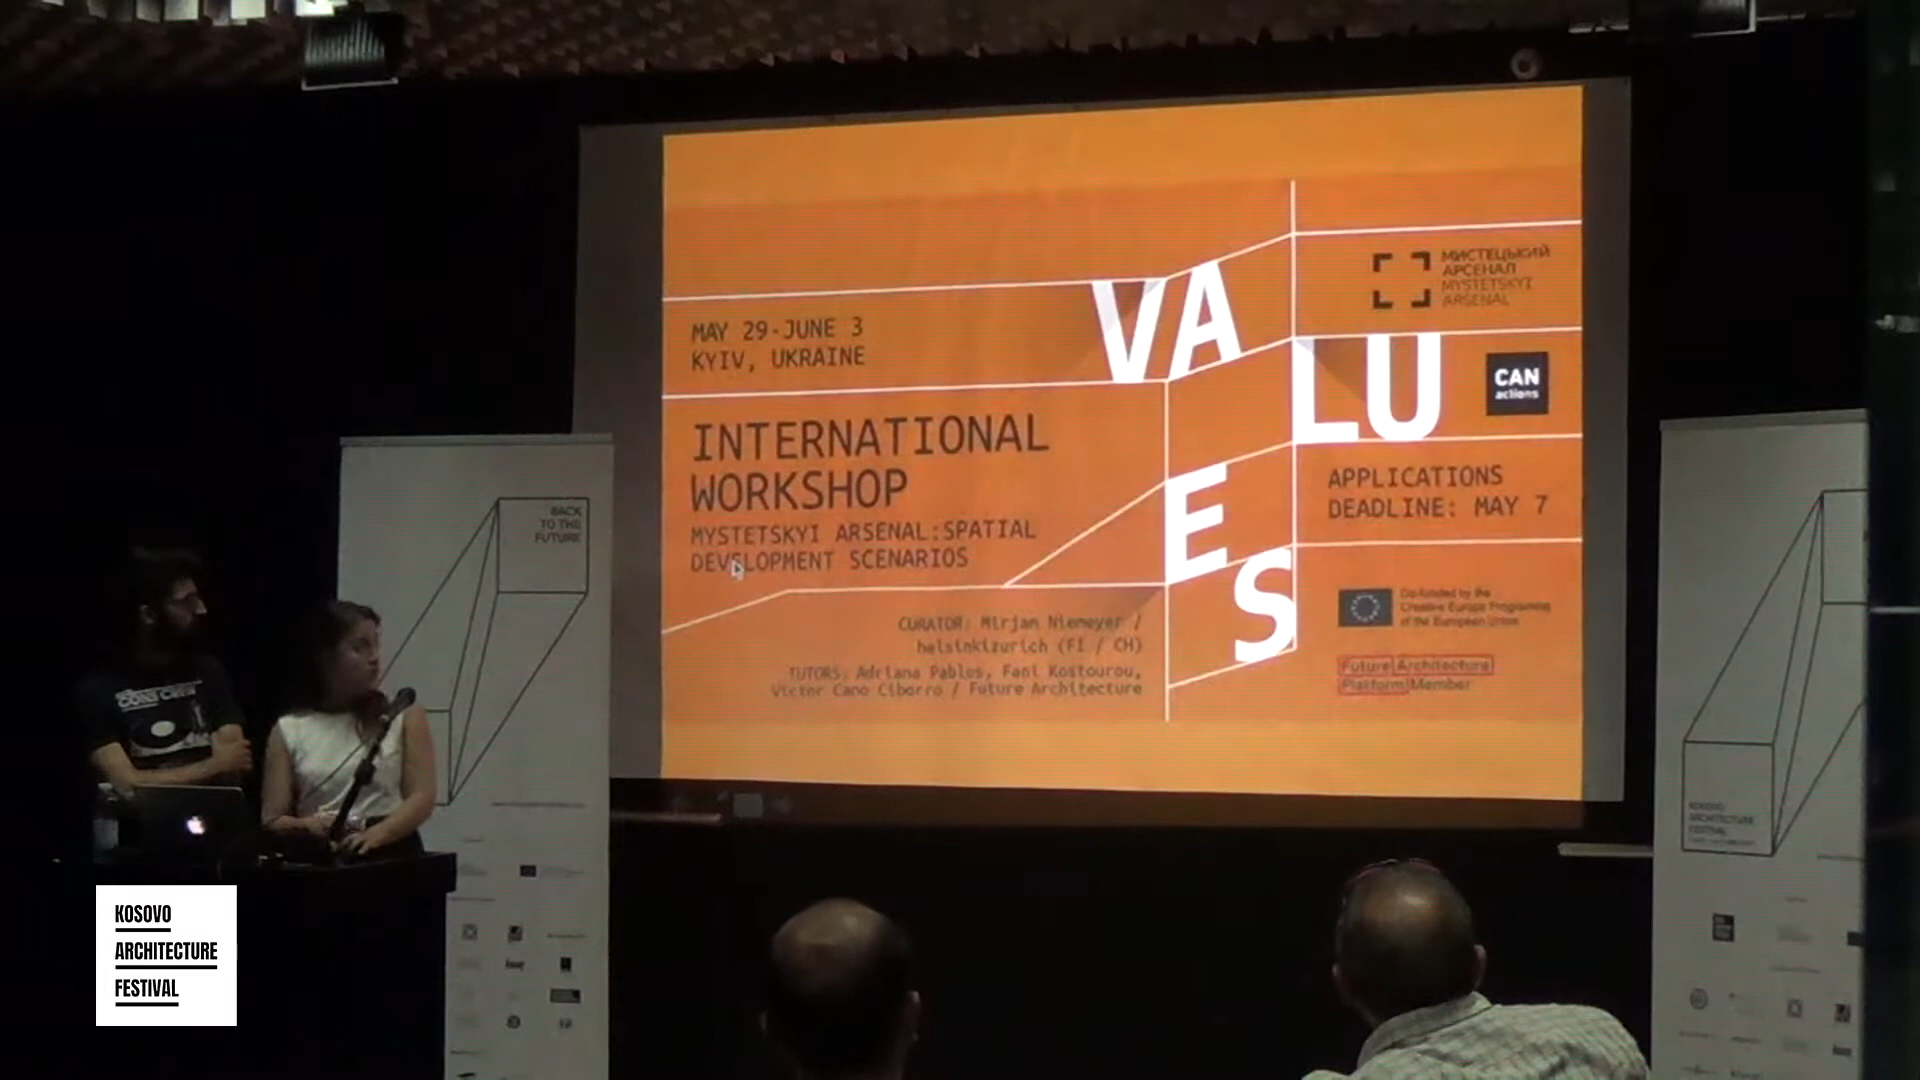 MAY 29-JUNE 3
KYIV, UKRAINE
INTERNATIONAL
WORKSHOP
MYSTETSKYI ARSENAL:SPATIAL
DEVELOPMENT SCENARIOS
CURATOR: Mirjam Niemeyer /
helsinkizurich (FI / CH)
TUTORS: Adriana Pablos, Fani Kostourou,
Victor Cano Ciborro / Future Architecture
VA
LU
E
S
МИСТЕЦЬКИЙ
АРСЕНАЛ
MYSTETSKYI
ARSENAL
CAN
actions
APPLICATIONS
DEADLINE: MAY 7
Co-funded by the
Creative Europe Programme
of the European Union
Future Architecture
Platform Member
BACK
TO THE
FUTURE
KOSOVO
ARCHITECTURE
FESTIVAL
KOSOVO
ARCHITECTURE
FESTIVAL